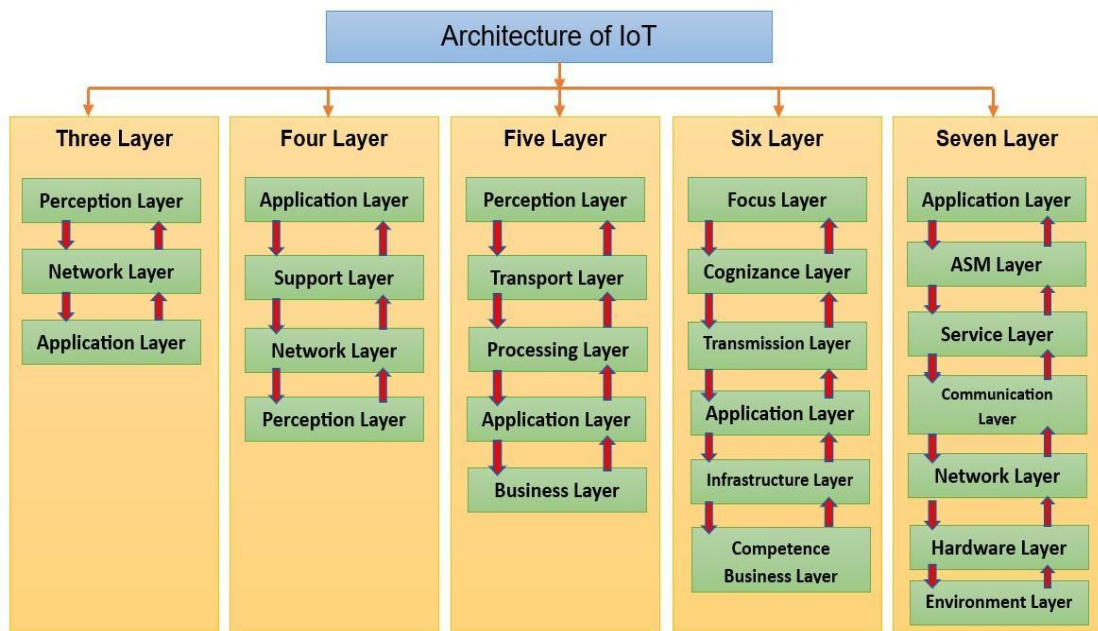 Architecture of IoT
Three Layer
Perception Layer
Network Layer
Application Layer
Four Layer
Application Layer
Support Layer
Network Layer
Perception Layer
Five Layer
Perception Layer
Transport Layer
Processing Layer
Application Layer
Business Layer
Six Layer
Focus Layer
Cognizance Layer
Transmission Layer
Application Layer
Infrastructure Layer
Competence
Business Layer
Seven Layer
Application Layer
ASM Layer
Service Layer
Communication
Layer
Network Layer
Hardware Layer
Environment Layer